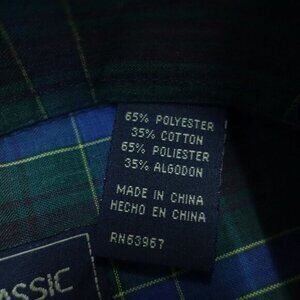 65% POLYESTER
35% COTTON
65% POLIESTER
35% ALGODON
MADE IN CHINA
HECHO EN CHINA
RN53967
ASSIC